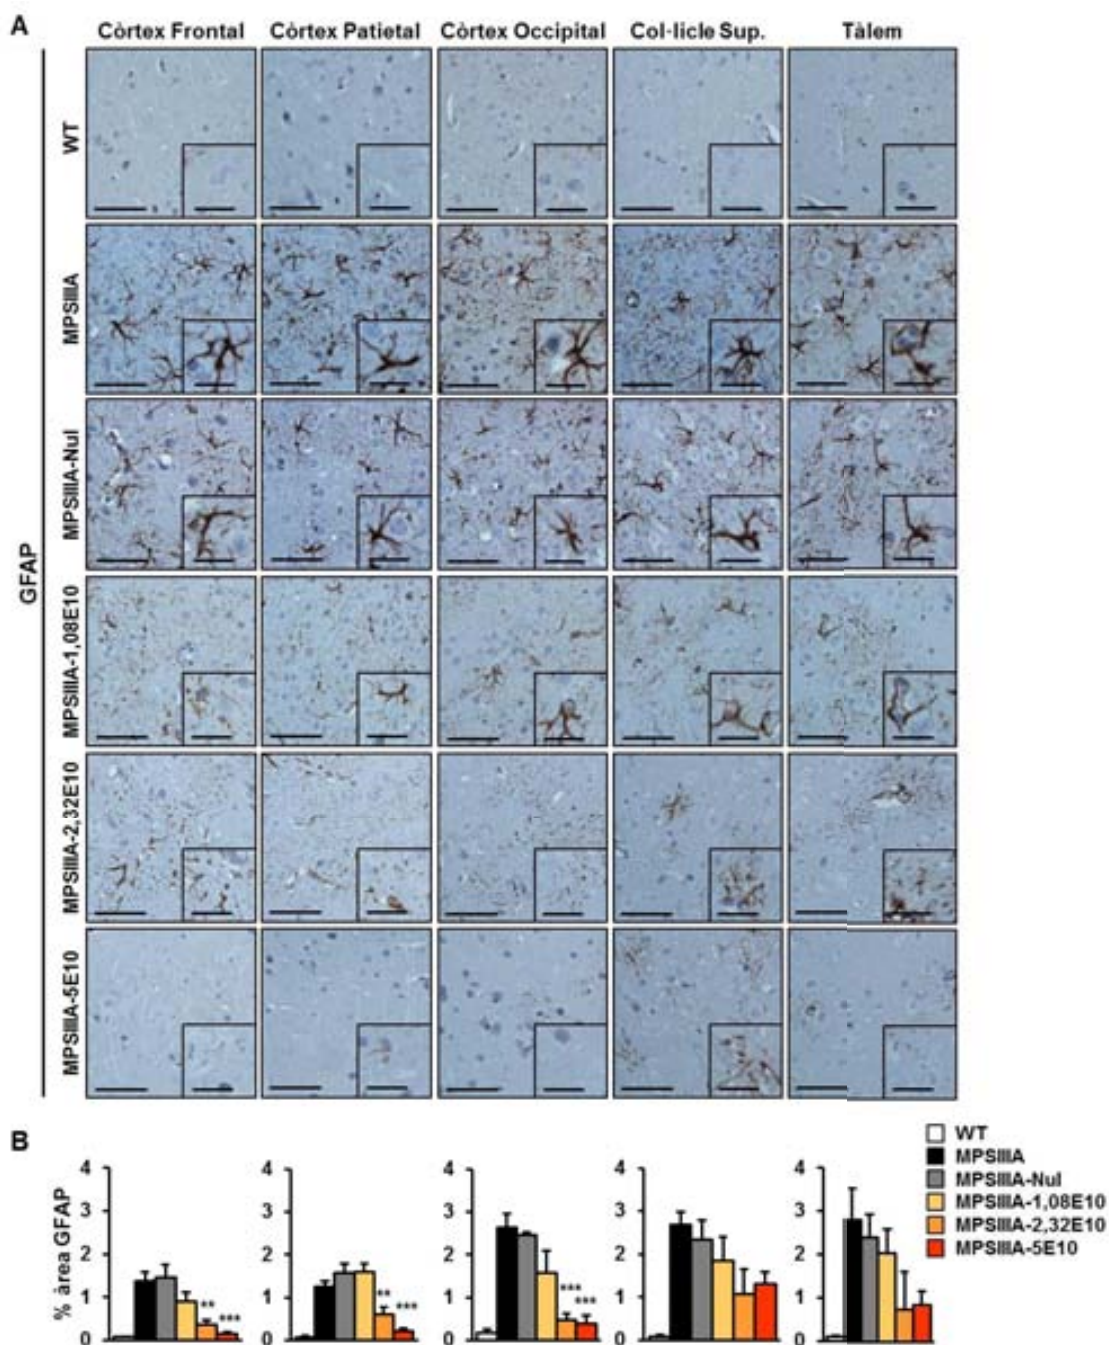 A
Còrtex Frontal Còrtex Patietal Còrtex Occipital Col·licle Sup. Tàlem
GFAP
WT
MPSIIIA
MPSIIIA-Nul
MPSIIIA-1,08E10
MPSIIIA-2,32E10
MPSIIIA-5E10
B
% àrea GFAP
4 4 4 4 4
3 3 3 3 3
2 2 2 2 2
1 1 1 1 1
0 0 0 0 0
** *** ** *** *** ***
WT
MPSIIIA
MPSIIIA-Nul
MPSIIIA-1,08E10
MPSIIIA-2,32E10
MPSIIIA-5E10